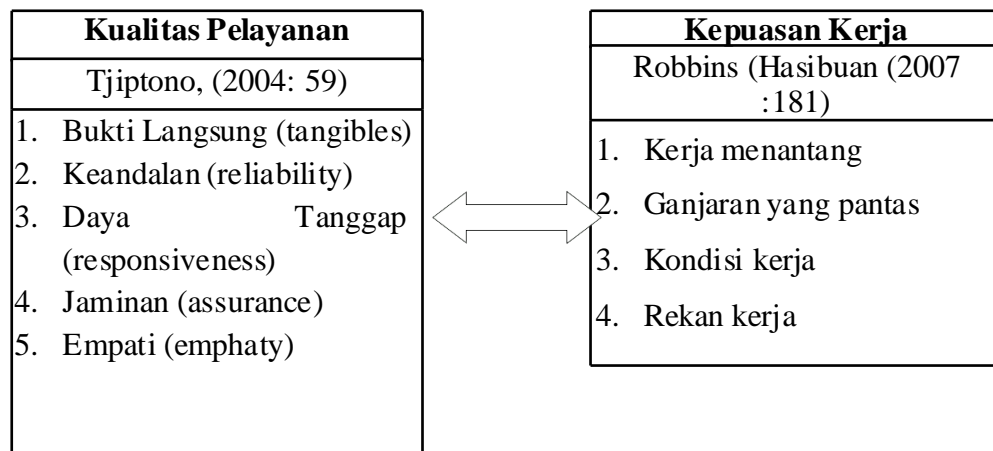 Kualitas Pelayanan
Tjiptono, (2004: 59)
1. Bukti Langsung (tangibles)
2. Keandalan (reliability)
3. Daya Tanggap
(responsiveness)
4. Jaminan (assurance)
5. Empati (emphaty)
Kepuasan Kerja
Robbins (Hasibuan (2007
:181)
1. Kerja menantang
2. Ganjaran yang pantas
3. Kondisi kerja
4. Rekan kerja